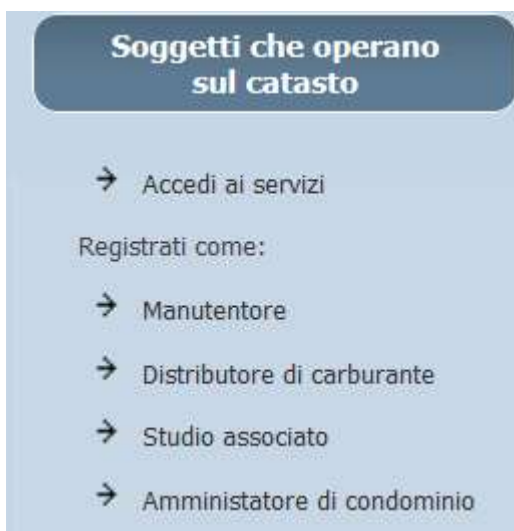 Soggetti che operano
sul catasto
Accedi ai servizi
Registrati come:
Manutentore
Distributore di carburante
Studio associato
Amministatore di condominio